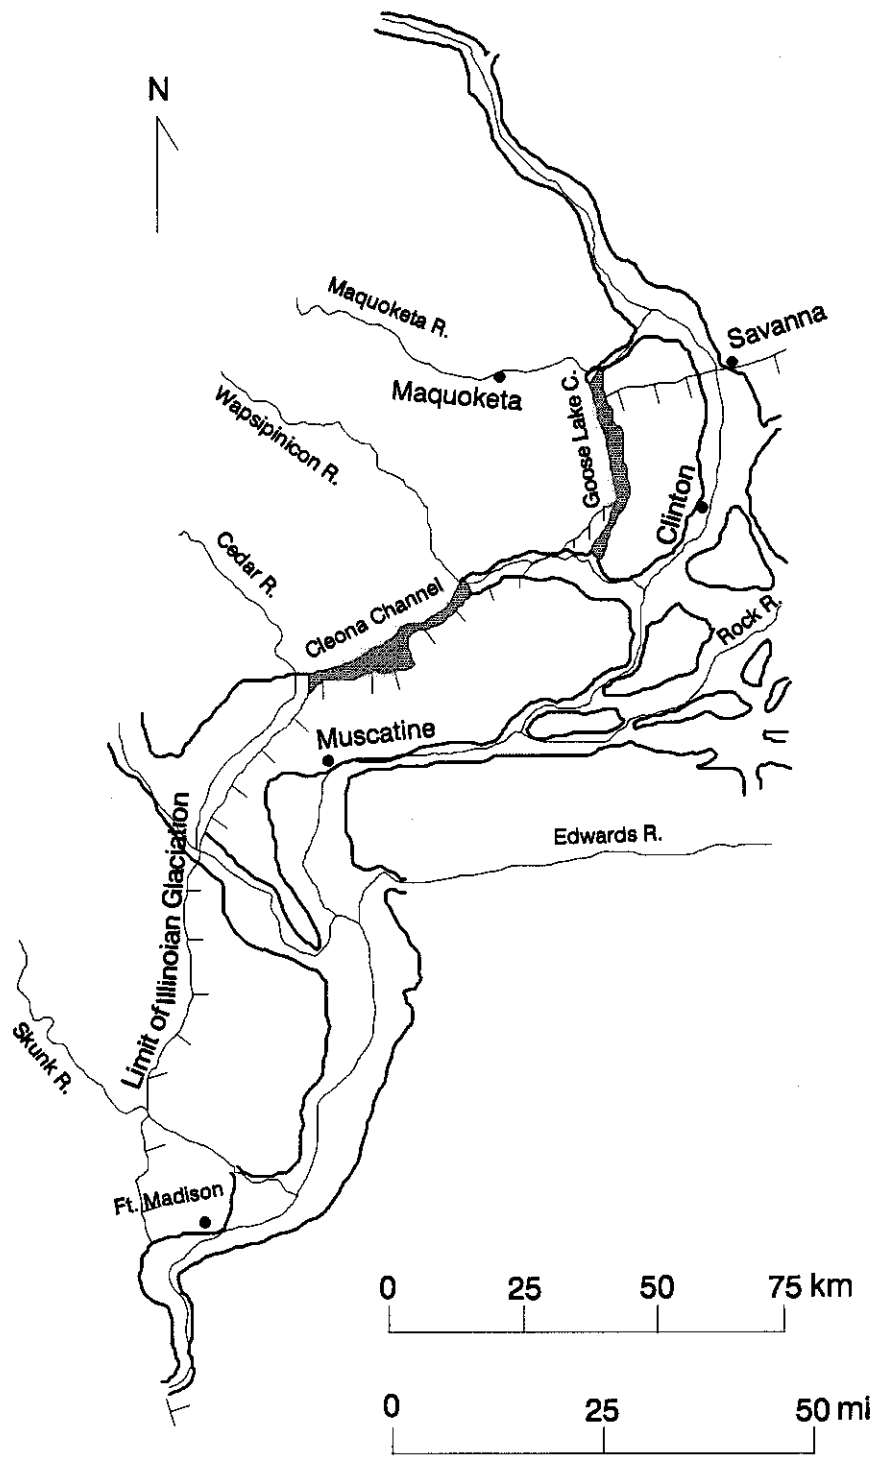 N
Maquoketa R.
Savanna
Maquoketa
Goose Lake C.
Wapsipinicon R.
Clinton
Cedar R.
Cleona Channel
Rock R.
Muscatine
Edwards R.
Limit of Illinoian Glaciation
Skunk R.
Ft. Madison
0 25 50 75 km
0 25 50 mi